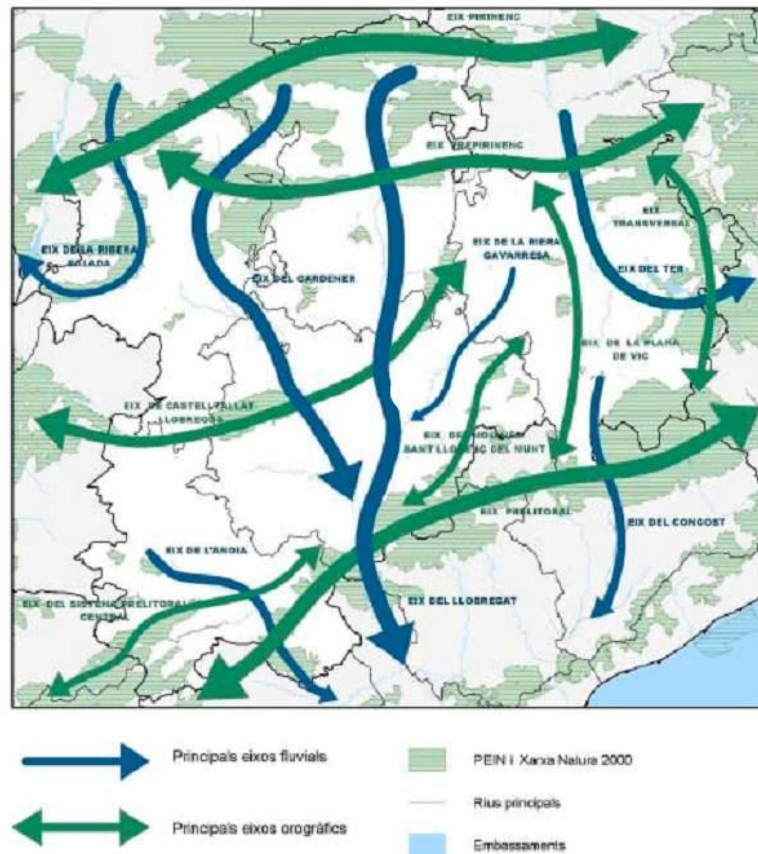 EIX PIRINENC
EIX PREPIRINENC
EIX
TRANSVERSAL
EIX DE LA RIBERA
SALADA
EIX DE LA RIERA
GAVARRESA
EIX DEL CARDENER
EIX DEL TER
EIX DE LA PLANA
DE VIC
EIX DE CASTELLTALLAT
LLOBREGÓS
EIX DEL MOIANÈS
SANT LLORENÇ DEL MUNT
EIX PRELITORAL
EIX DEL CONGOST
EIX DE L'ANOIA
EIX DEL SISTEMA PRELITORAL
CENTRAL
EIX DEL LLOBREGAT
Principals eixos fluvials
Principals eixos orogràfics
PEIN i Xarxa Natura 2000
Rius principals
Embassaments